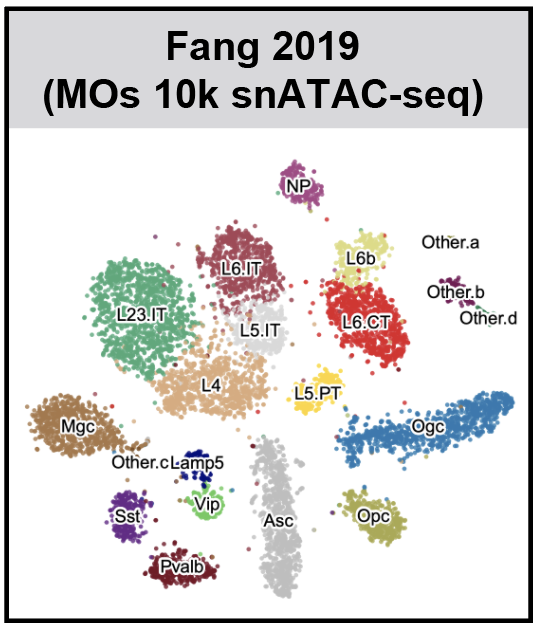 Fang 2019
(MOs 10k snATAC-seq)
NP
L6.IT
L6b
Other.a
Other.b
Other.d
L23.IT
L5.IT
L6.CT
L4
L5.PT
Mgc
Ogc
Other.c
Lamp5
Sst
Vip
Asc
Opc
Pvalb